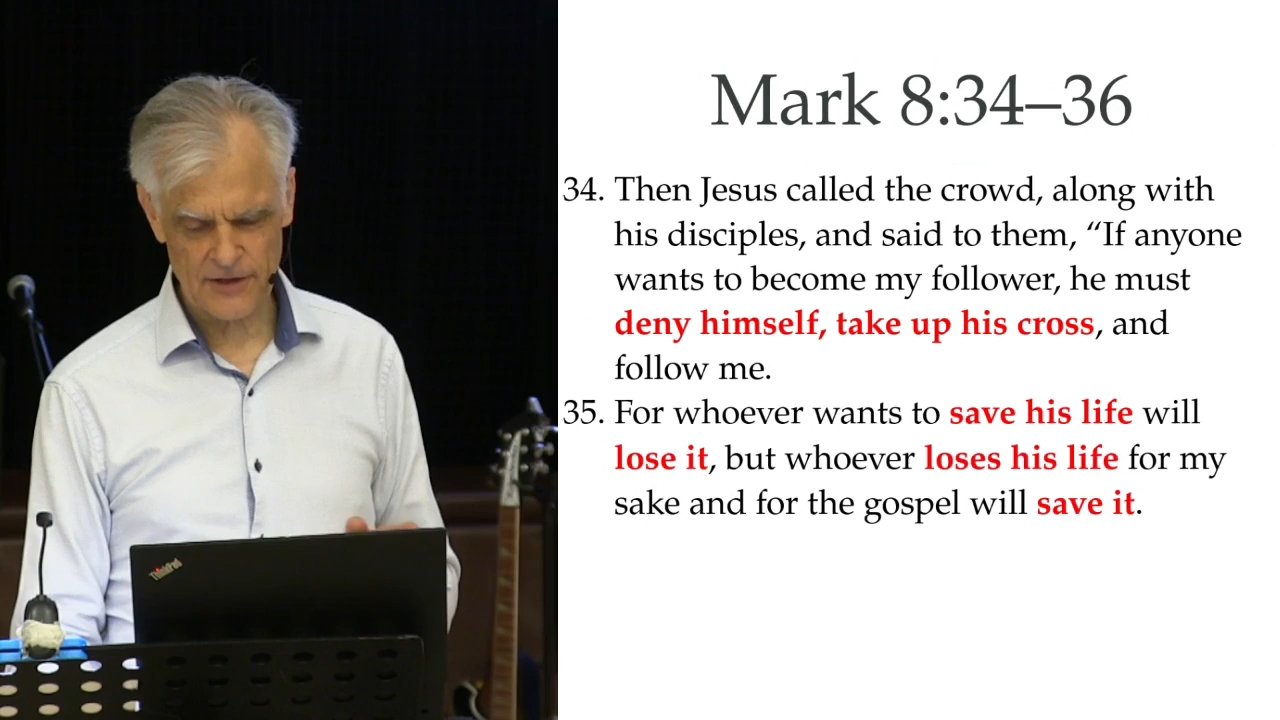 Mark 8:34–36
34. Then Jesus called the crowd, along with
his disciples, and said to them, “If anyone
wants to become my follower, he must
deny himself, take up his cross, and
follow me.
35. For whoever wants to save his life will
lose it, but whoever loses his life for my
sake and for the gospel will save it.
ThinkPad